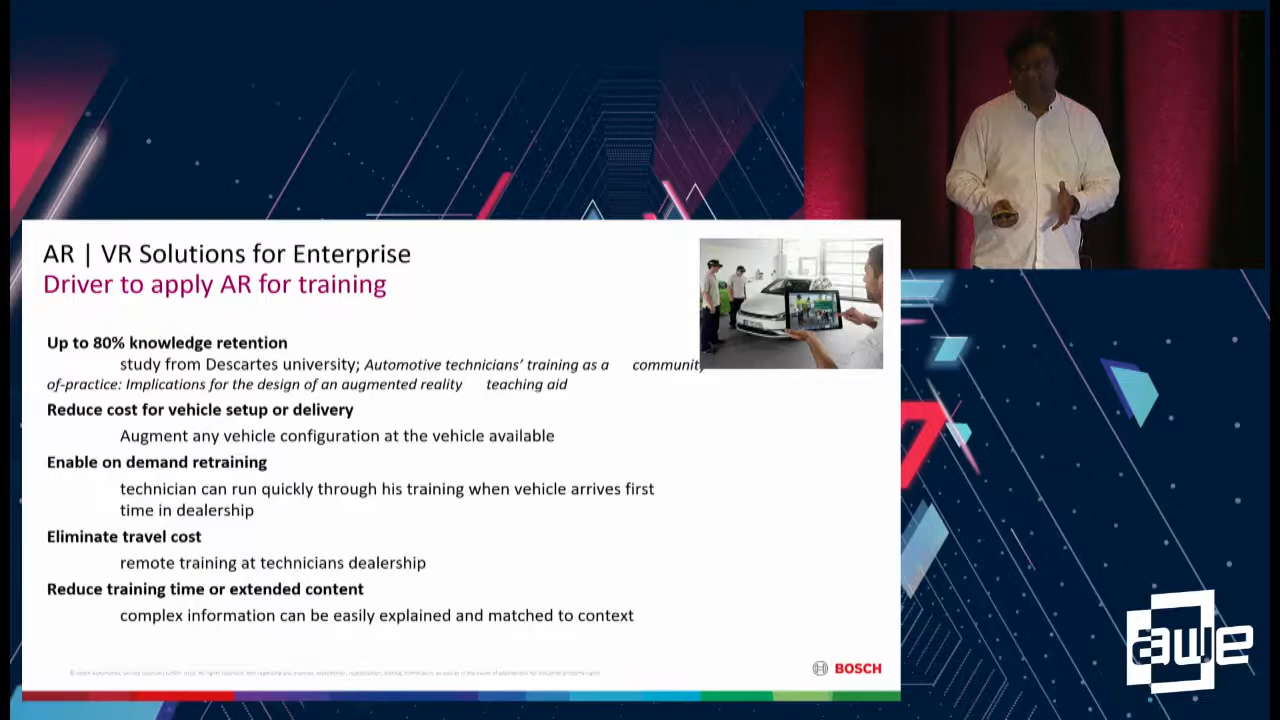 AR | VR Solutions for Enterprise
Driver to apply AR for training
Up to 80% knowledge retention
study from Descartes university; Automotive technicians' training as a community
of-practice: Implications for the design of an augmented reality teaching aid
Reduce cost for vehicle setup or delivery
Augment any vehicle configuration at the vehicle available
Enable on demand retraining
technician can run quickly through his training when vehicle arrives first
time in dealership
Eliminate travel cost
remote training at technicians dealership
Reduce training time or extended content
complex information can be easily explained and matched to context
BOSCH
awe